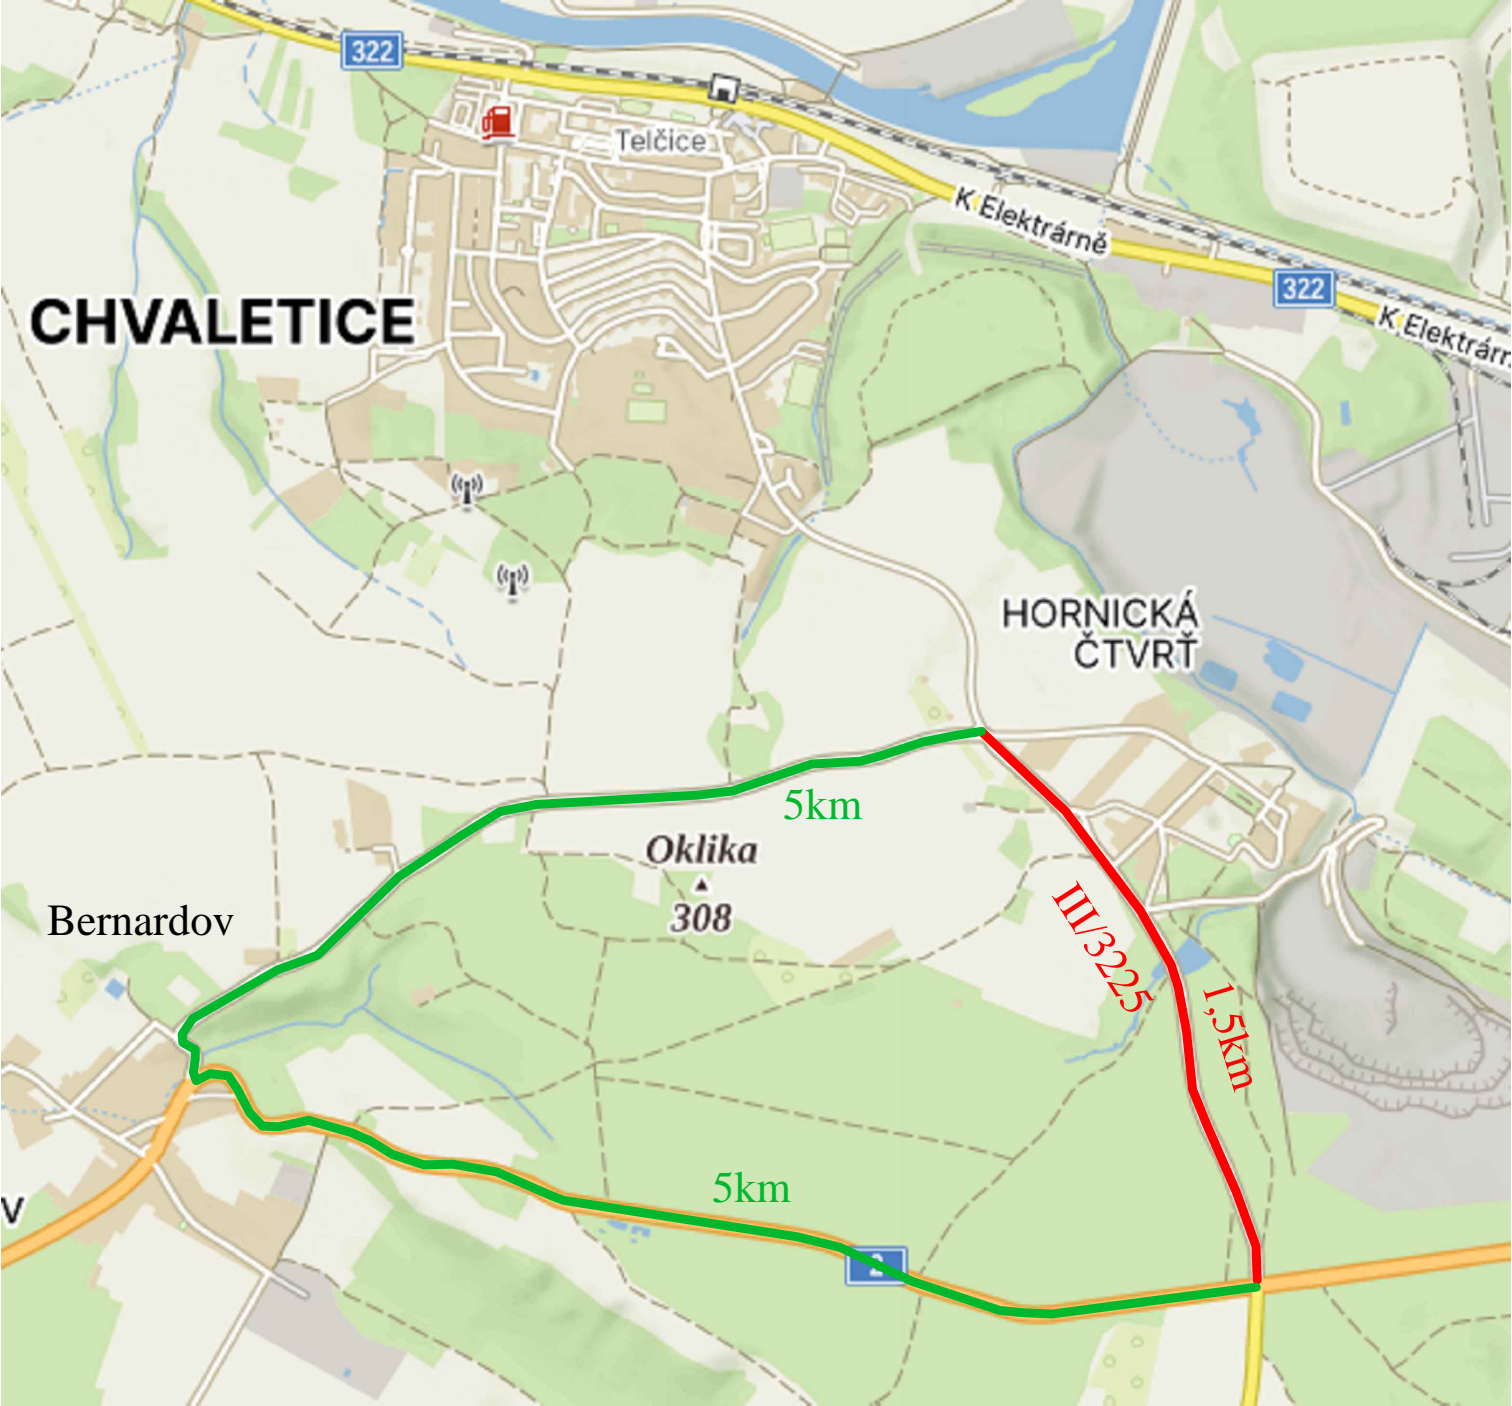 322
Telčice
K Elektrárně
322
K Elektrárn
CHVALETICE
HORNICKÁ
ČTVRŤ
5km
Oklika
308
Bernardov
III/3225
1,5km
5km
V
2